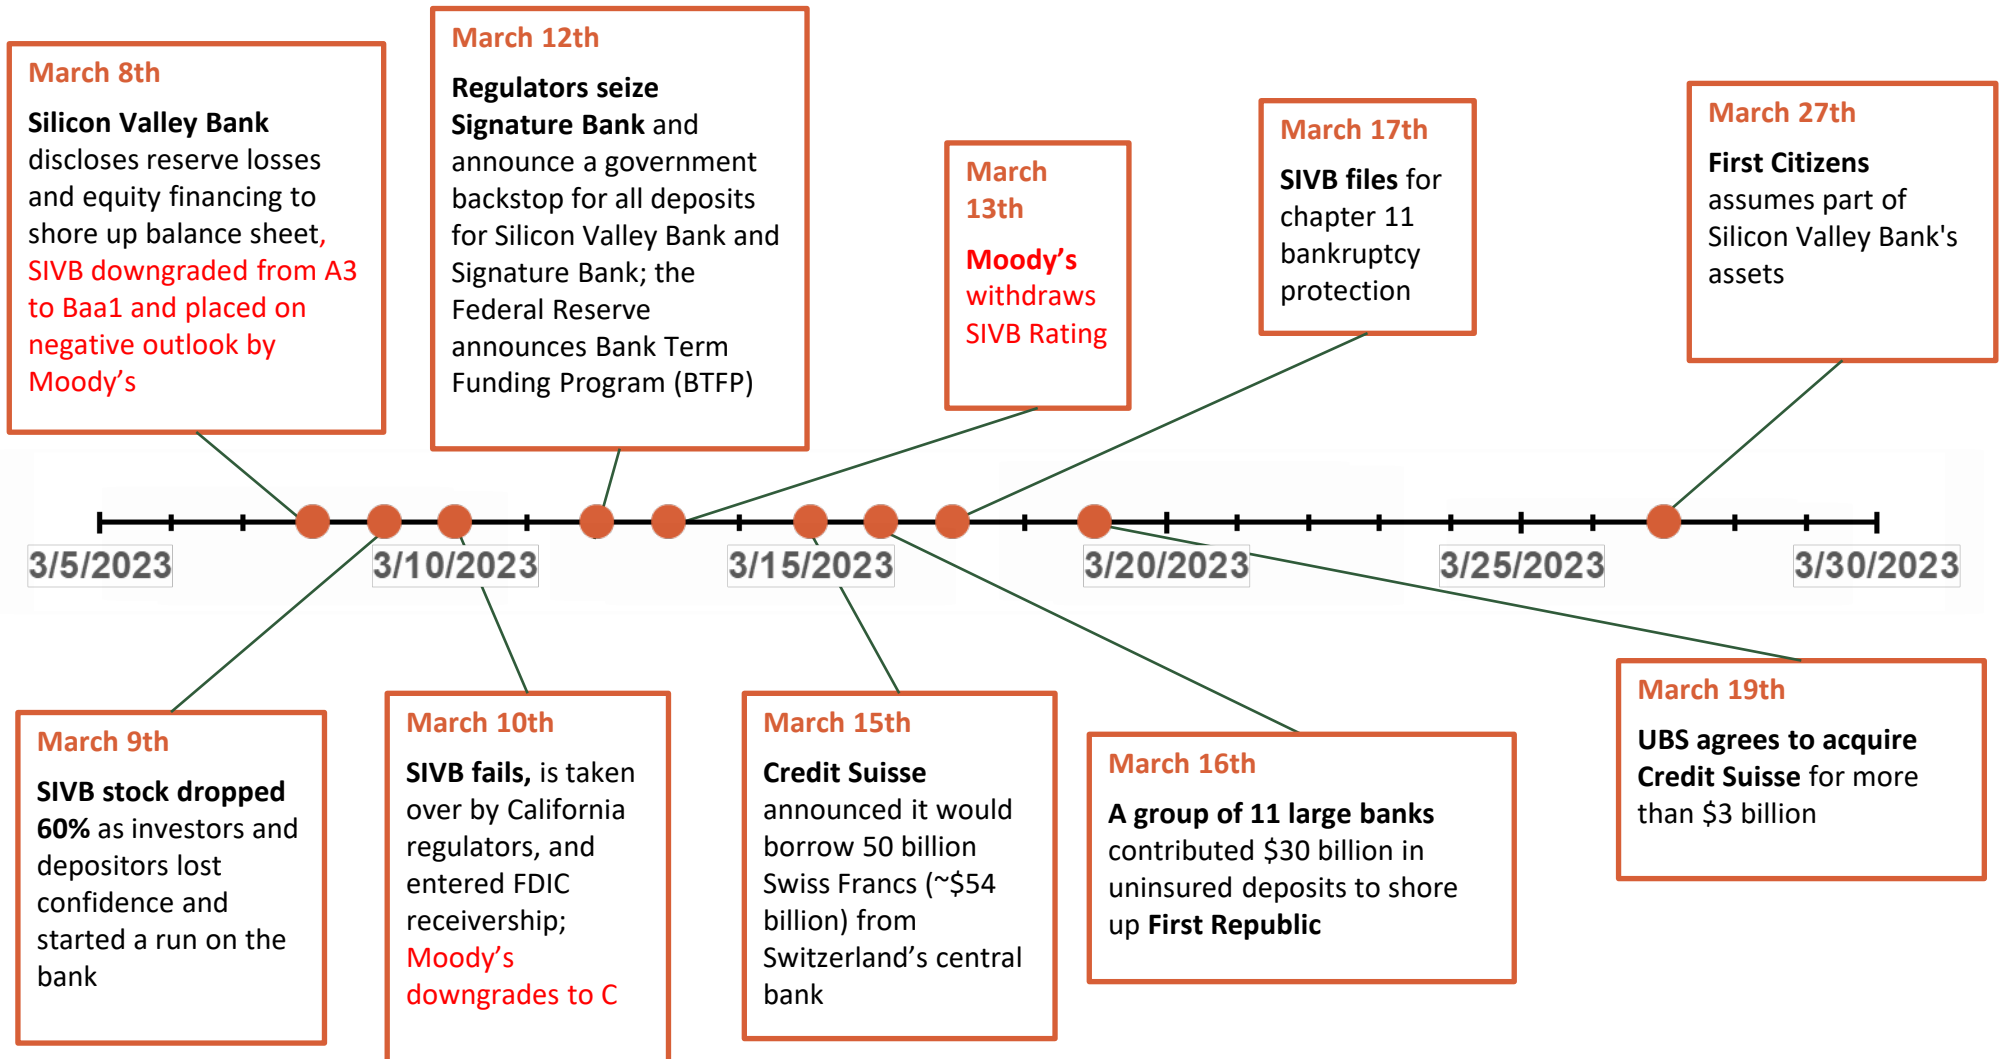 March 8th
Silicon Valley Bank
discloses reserve losses
and equity financing to
shore up balance sheet,
SIVB downgraded from A3
to Baa1 and placed on
negative outlook by
Moody’s
March 12th
Regulators seize
Signature Bank and
announce a government
backstop for all deposits
for Silicon Valley Bank and
Signature Bank; the
Federal Reserve
announces Bank Term
Funding Program (BTFP)
March
13th
Moody’s
withdraws
SIVB Rating
March 17th
SIVB files for
chapter 11
bankruptcy
protection
March 27th
First Citizens
assumes part of
Silicon Valley Bank's
assets
3/5/2023
3/10/2023
3/15/2023
3/20/2023
3/25/2023
3/30/2023
March 9th
SIVB stock dropped
60% as investors and
depositors lost
confidence and
started a run on the
bank
March 10th
SIVB fails, is taken
over by California
regulators, and
entered FDIC
receivership;
Moody’s
downgrades to C
March 15th
Credit Suisse
announced it would
borrow 50 billion
Swiss Francs (~$54
billion) from
Switzerland’s central
bank
March 16th
A group of 11 large banks
contributed $30 billion in
uninsured deposits to shore
up First Republic
March 19th
UBS agrees to acquire
Credit Suisse for more
than $3 billion